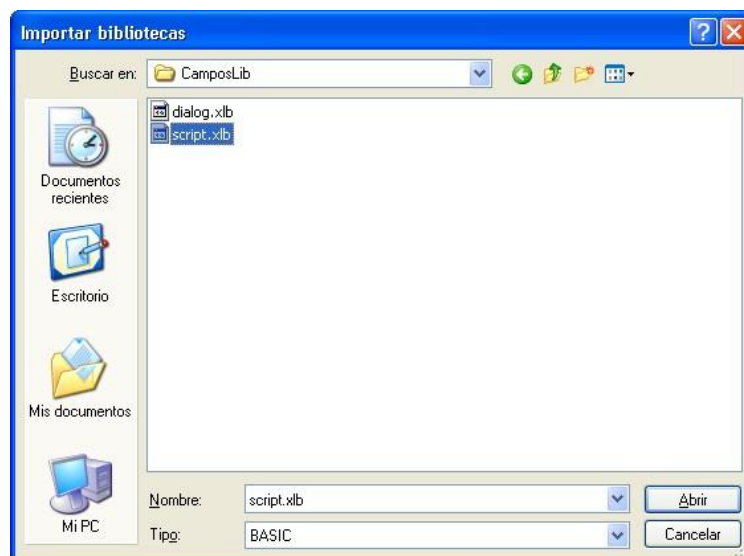 Importar bibliotecas
Buscar en: CamposLib
dialog.xlb
script.xlb
Documentos
recientes
Escritorio
Mis documentos
Mi PC
Nombre: script.xlb Abrir
Tipo: BASIC Cancelar